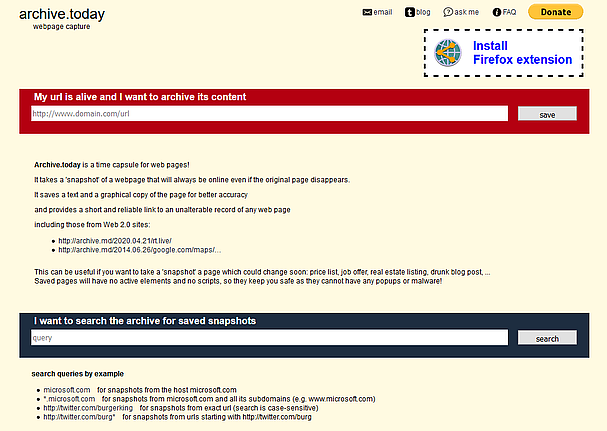 archive.today
webpage capture
email blog ask me FAQ Donate
Install
Firefox extension
My url is alive and I want to archive its content
http://www.domain.com/url
save
Archive.today is a time capsule for web pages!
It takes a 'snapshot' of a webpage that will always be online even if the original page disappears.
It saves a text and a graphical copy of the page for better accuracy
and provides a short and reliable link to an unalterable record of any web page
including those from Web 2.0 sites:
• http://archive.md/2020.04.21/rt.live/
• http://archive.md/2014.06.26/google.com/maps/...
This can be useful if you want to take a 'snapshot' a page which could change soon: price list, job offer, real estate listing, drunk blog post, ...
Saved pages will have no active elements and no scripts, so they keep you safe as they cannot have any popups or malware!
I want to search the archive for saved snapshots
query
search
search queries by example
• microsoft.com for snapshots from the host microsoft.com
• *.microsoft.com for snapshots from microsoft.com and all its subdomains (e.g. www.microsoft.com)
• http://twitter.com/burgerking for snapshots from exact url (search is case-sensitive)
• http://twitter.com/burg* for snapshots from urls starting with http://twitter.com/burg